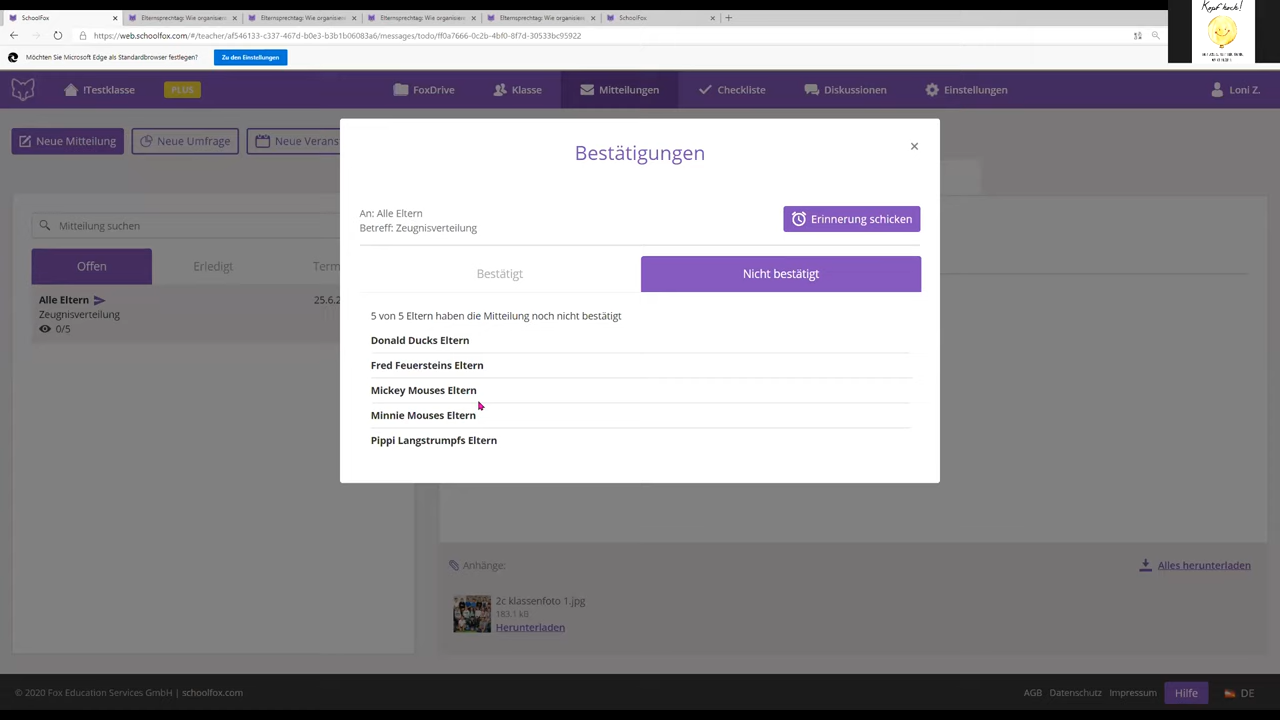 SchoolFox
Elternsprechtag: Wie organisiere
Elternsprechtag: Wie organisiere
Elternsprechtag: Wie organisiere
Elternsprechtag: Wie organisiere
SchoolFox
https://web.schoolfox.com/#/teacher/af546133-c337-467d-b0e3-b3b1b06083a6/messages/todo/ff0a7666-0c2b-4bf0-8f7d-30533bc95922
Möchten Sie Microsoft Edge als Standardbrowser festlegen?
Zu den Einstellungen
Kopf hoch!
!Testklasse
PLUS
FoxDrive
Klasse
Mitteilungen
Checkliste
Diskussionen
Einstellungen
Loni Z.
Neue Mitteilung
Neue Umfrage
Neue Verans
Bestätigungen
An: Alle Eltern
Betreff: Zeugnisverteilung
Erinnerung schicken
Mitteilung suchen
Offen
Erledigt
Term
Bestätigt
Nicht bestätigt
Alle Eltern
25.6.2
Zeugnisverteilung
0/5
5 von 5 Eltern haben die Mitteilung noch nicht bestätigt
Donald Ducks Eltern
Fred Feuersteins Eltern
Mickey Mouses Eltern
Minnie Mouses Eltern
Pippi Langstrumpfs Eltern
Anhänge:
Alles herunterladen
2c klassenfoto 1.jpg
183.1 kB
Herunterladen
© 2020 Fox Education Services GmbH | schoolfox.com
AGB
Datenschutz
Impressum
Hilfe
DE